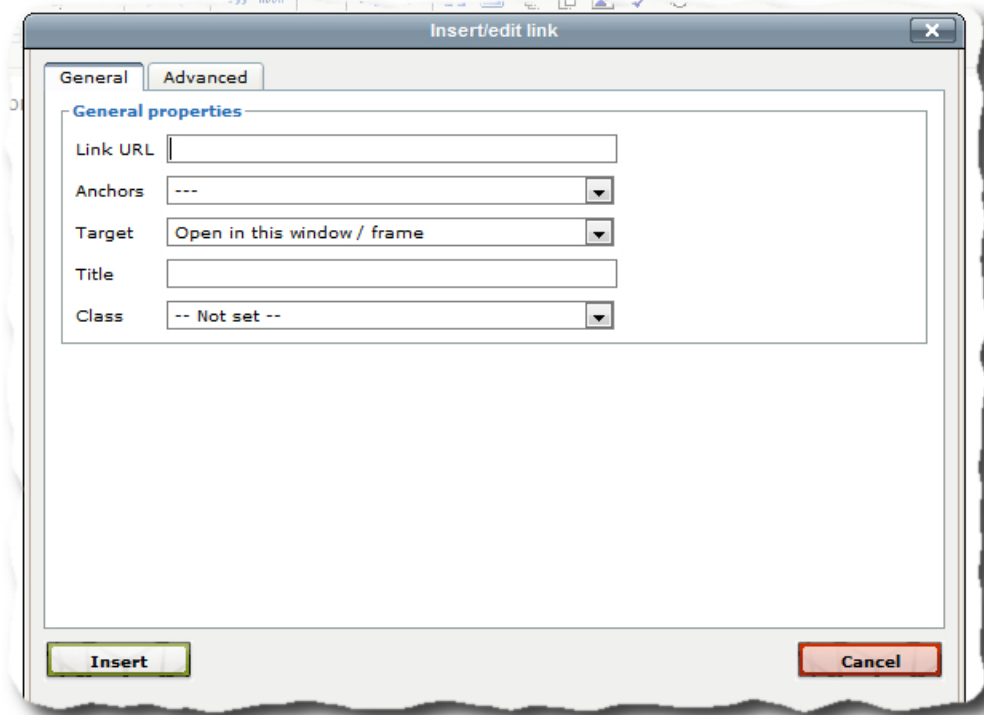 Insert/edit link
General Advanced
General properties
Link URL
Anchors ---
Target Open in this window / frame
Title
Class -- Not set --
Insert Cancel